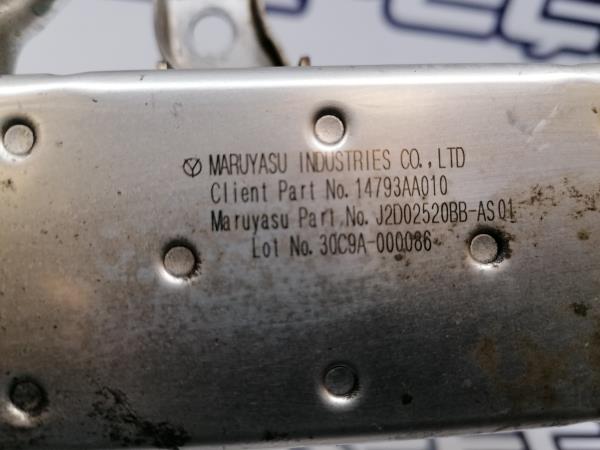 MARUYASU INDUSTRIES CO., LTD
Client Part No. 14793AA010
Maruyasu Part No. J2D02520BB-AS01
Lot No. 30C9A-000086